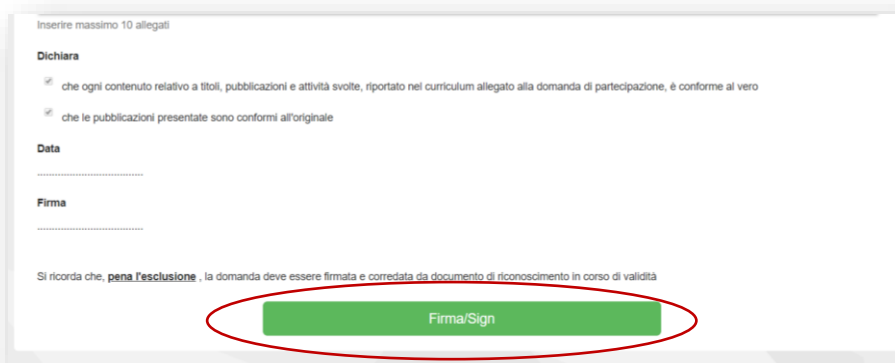 Inserire massimo 10 allegati
Dichiara
che ogni contenuto relativo a titoli, pubblicazioni e attività svolte, riportato nel curriculum allegato alla domanda di partecipazione, è conforme al vero
che le pubblicazioni presentate sono conformi all'originale
Data
Firma
Si ricorda che, pena l'esclusione , la domanda deve essere firmata e corredata da documento di riconoscimento in corso di validità
Firma/Sign